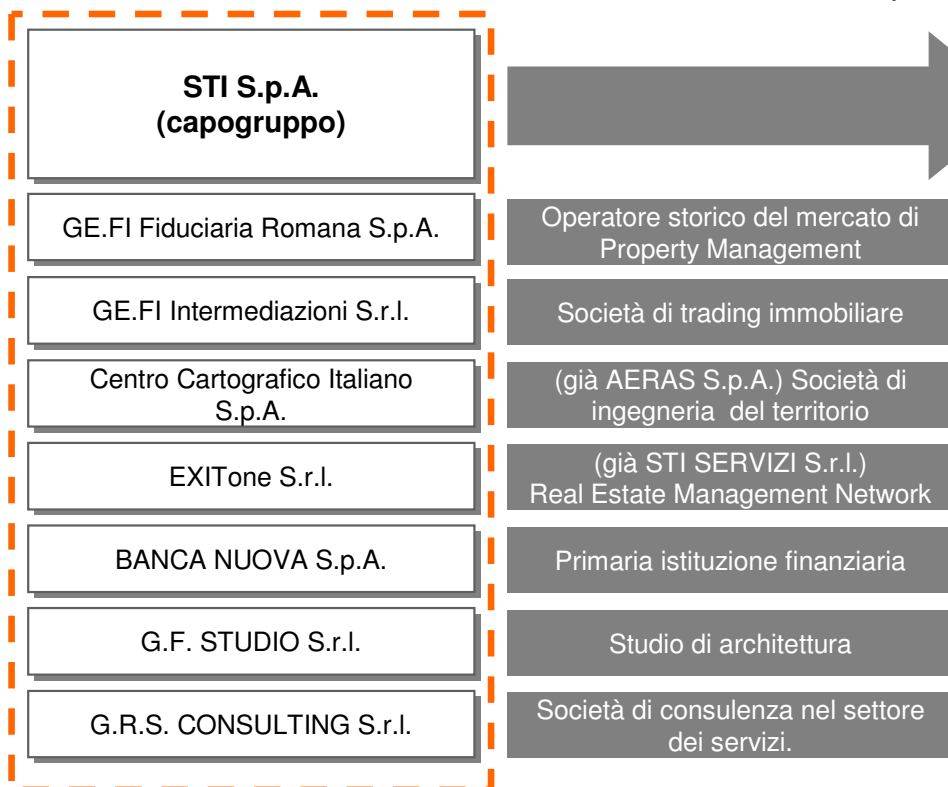 STI S.p.A.
(capogruppo)
GE.FI Fiduciaria Romana S.p.A.
Operatore storico del mercato di
Property Management
GE.FI Intermediazioni S.r.l.
Società di trading immobiliare
Centro Cartografico Italiano
S.p.A.
(già AERAS S.p.A.) Società di
ingegneria del territorio
EXITone S.r.l.
(già STI SERVIZI S.r.l.)
Real Estate Management Network
BANCA NUOVA S.p.A.
Primaria istituzione finanziaria
G.F. STUDIO S.r.l.
Studio di architettura
G.R.S. CONSULTING S.r.l.
Società di consulenza nel settore
dei servizi.